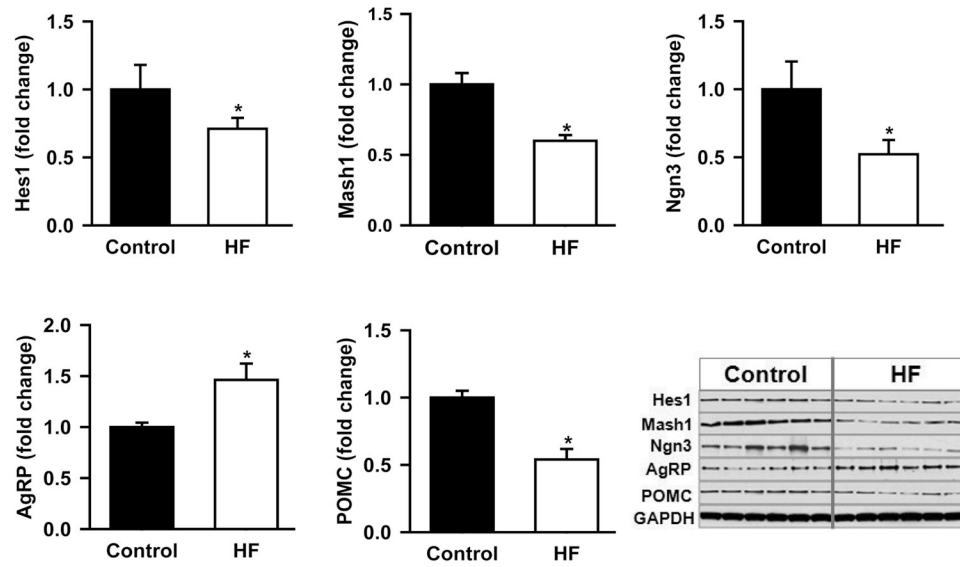 Hes1 (fold change)
1.5
1.0
0.5
0.0
*
Control HF
Mash1 (fold change)
1.5
1.0
0.5
0.0
*
Control HF
Ngn3 (fold change)
1.5
1.0
0.5
0.0
*
Control HF
AgRP (fold change)
2.0
1.5
1.0
0.5
0.0
*
Control HF
POMC (fold change)
1.5
1.0
0.5
0.0
*
Control HF
Control HF
Hes1
Mash1
Ngn3
AgRP
POMC
GAPDH